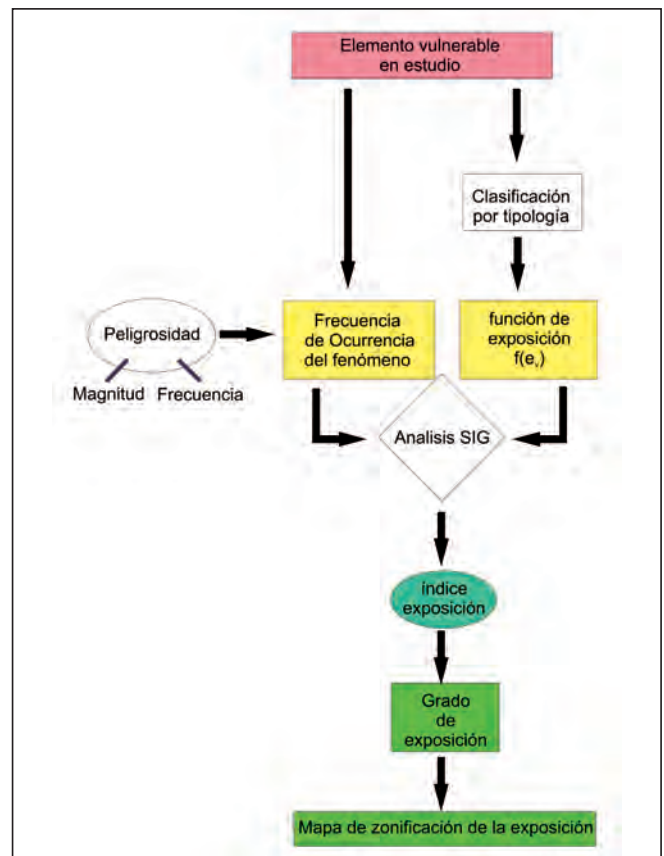 Elemento vulnerable
en estudio
Clasificación
por tipología
Peligrosidad
Magnitud Frecuencia
Frecuencia
de Ocurrencia
del fenómeno
función de
exposición
f(eᵥ)
Analisis SIG
índice
exposición
Grado
de
exposición
Mapa de zonificación de la exposición